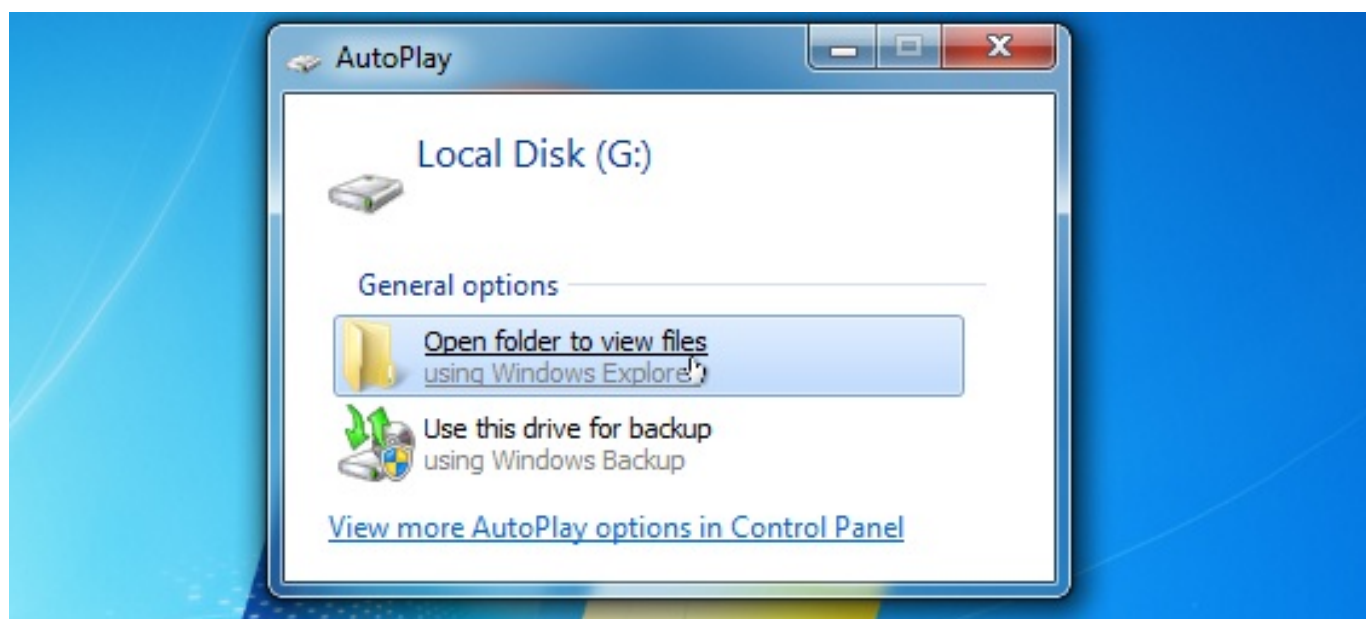 AutoPlay
Local Disk (G:)
General options
Open folder to view files
using Windows Explorer
Use this drive for backup
using Windows Backup
View more AutoPlay options in Control Panel